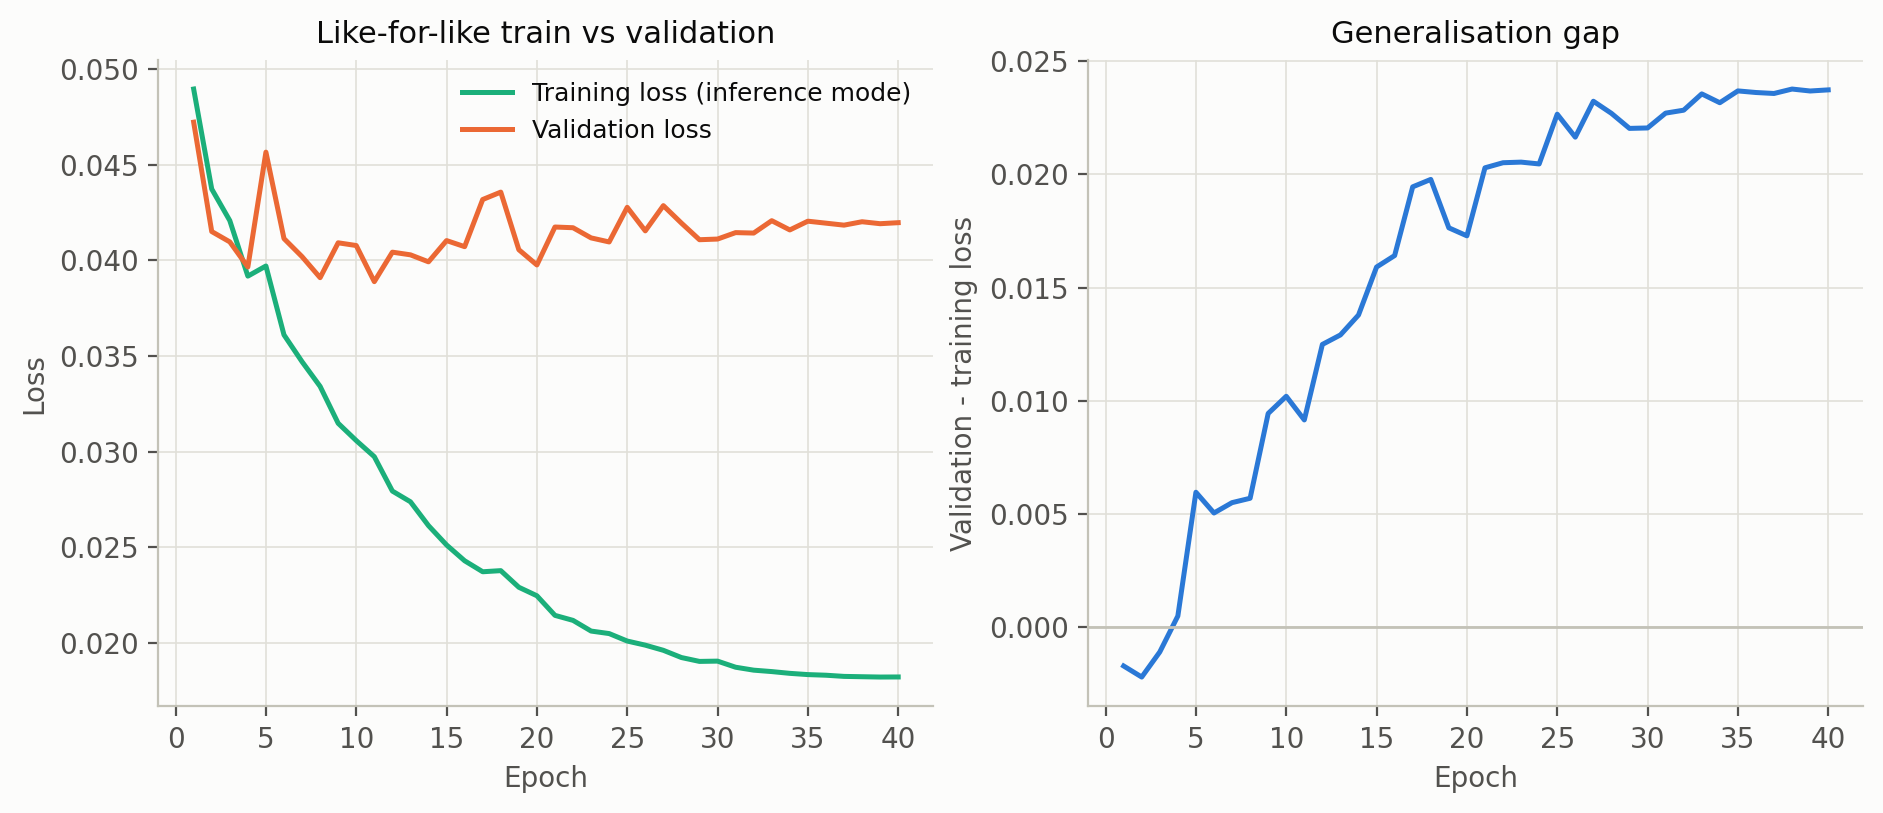 Like-for-like train vs validation
Training loss (inference mode)
Validation loss
Loss
0.050
0.045
0.040
0.035
0.030
0.025
0.020
0 5 10 15 20 25 30 35 40
Epoch
Generalisation gap
Validation - training loss
0.025
0.020
0.015
0.010
0.005
0.000
0 5 10 15 20 25 30 35 40
Epoch